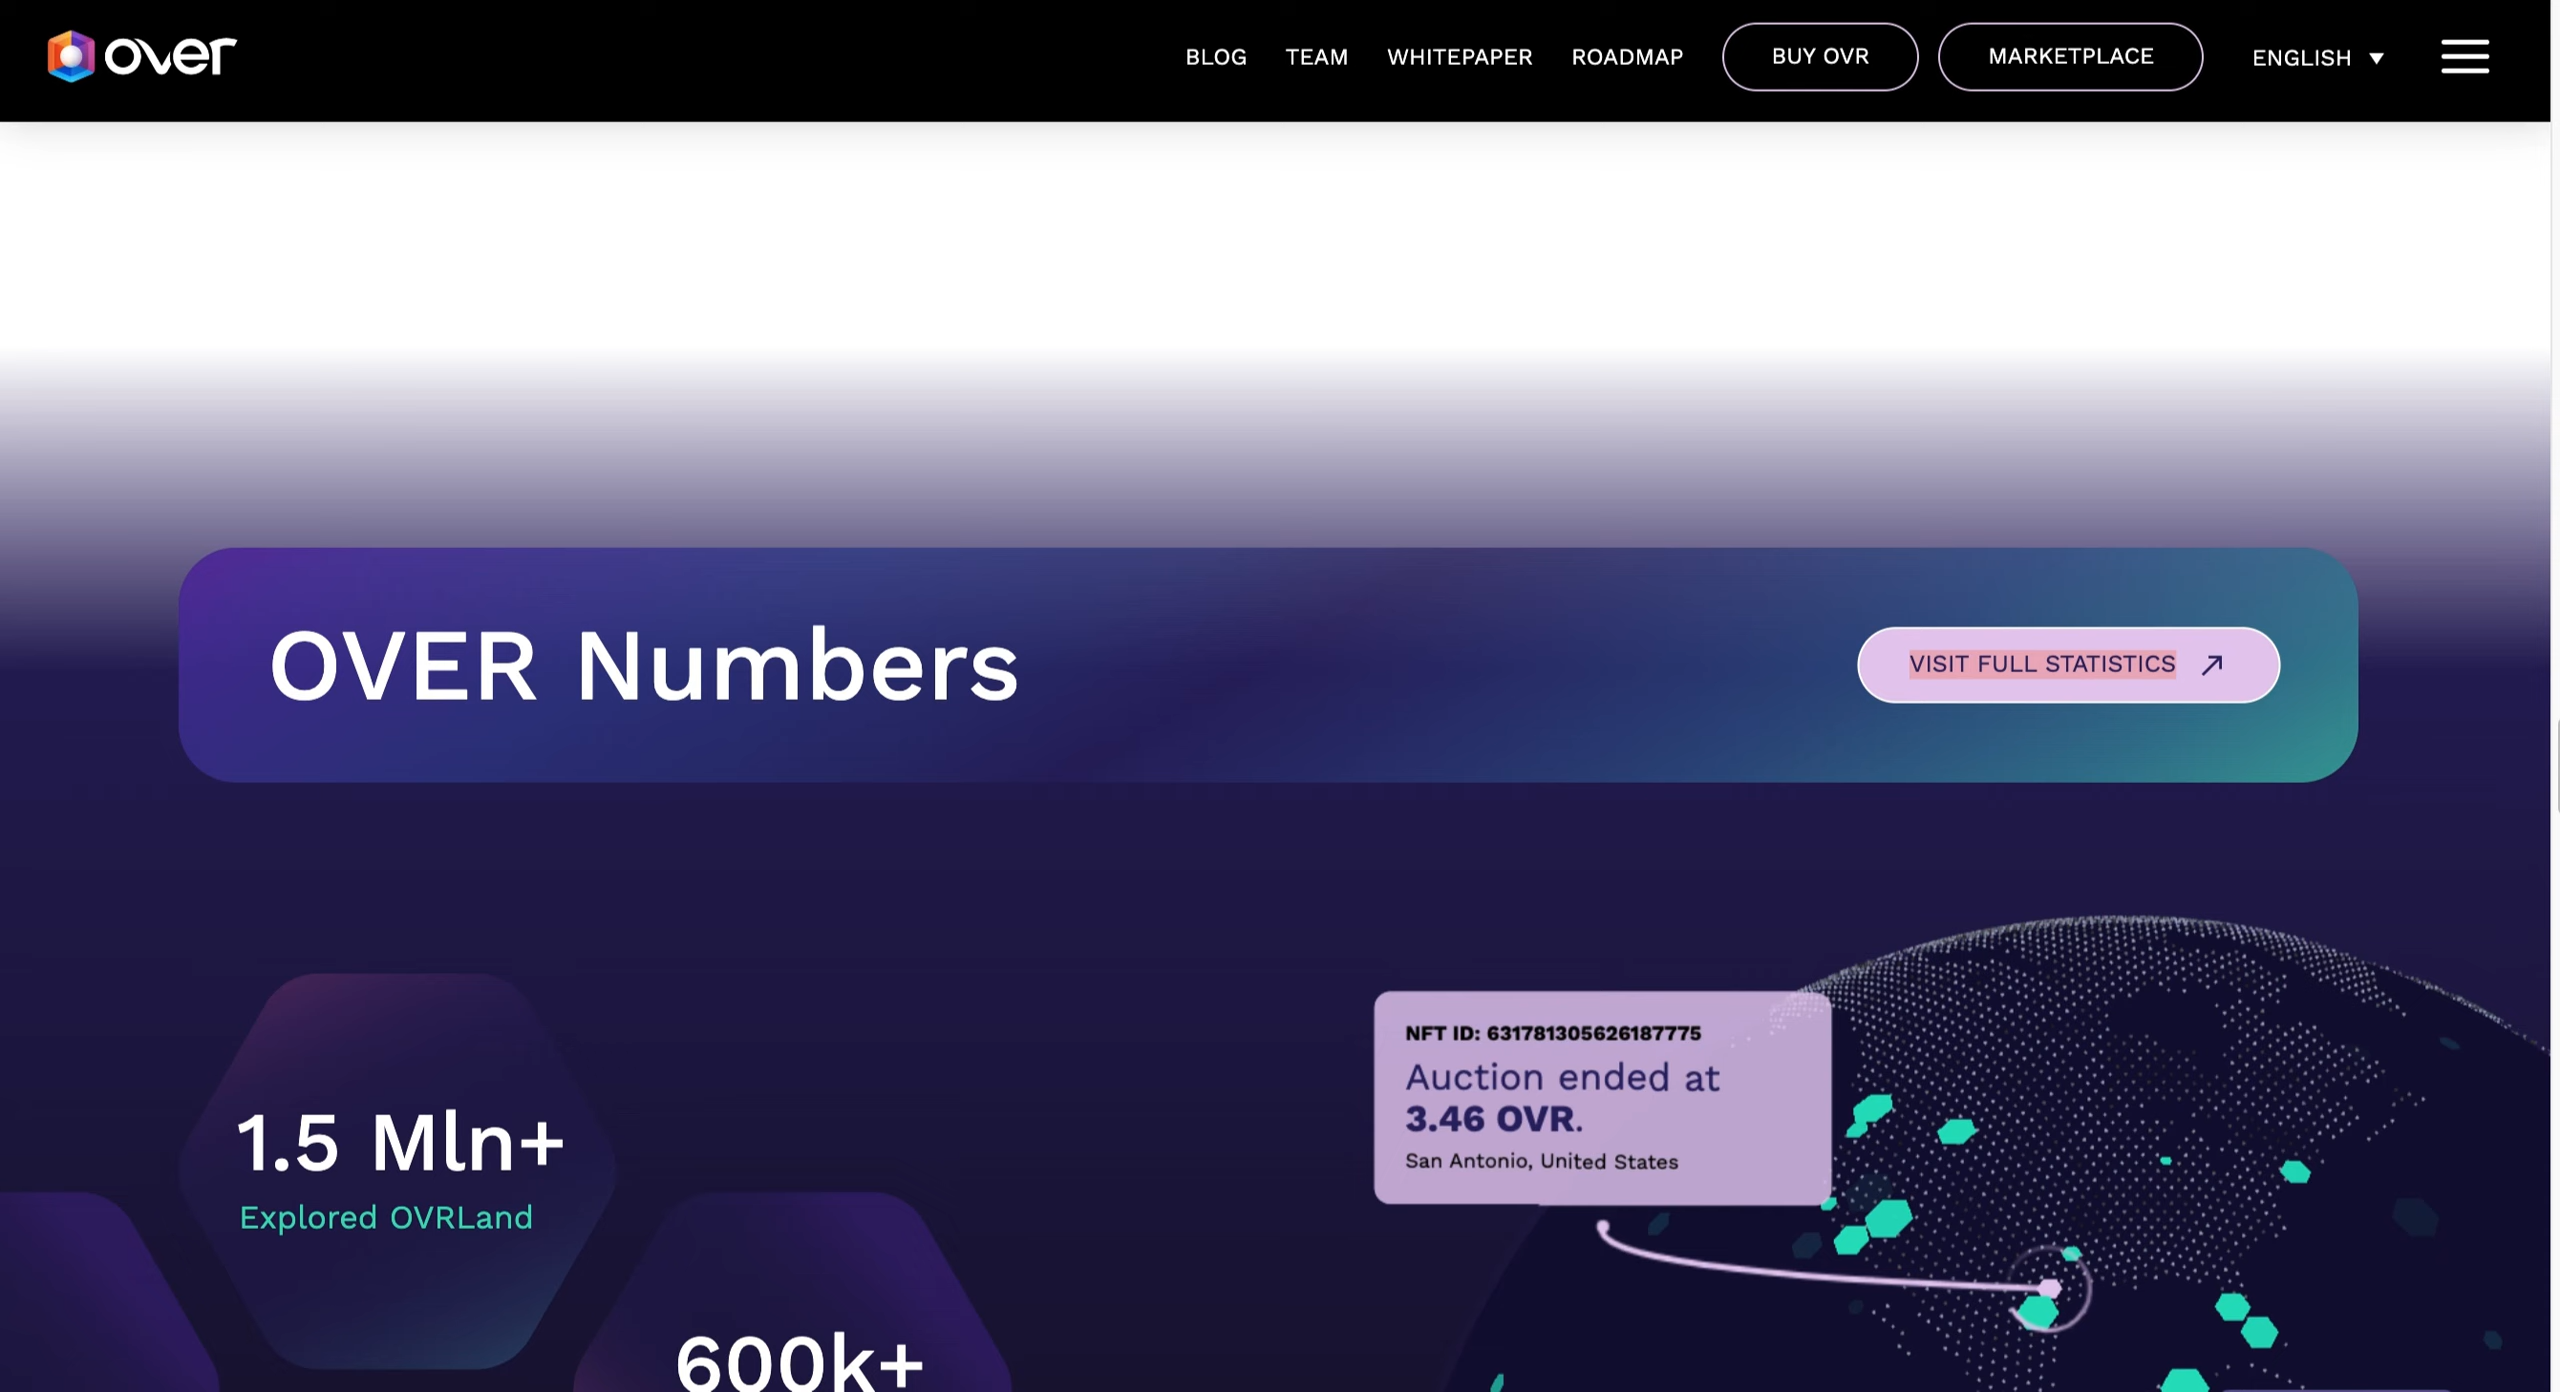 over
BLOG
TEAM
WHITEPAPER
ROADMAP
BUY OVR
MARKETPLACE
ENGLISH
OVER Numbers
VISIT FULL STATISTICS
1.5 Mln+
Explored OVRLand
600k+
NFT ID: 631781305626187775
Auction ended at
3.46 OVR.
San Antonio, United States